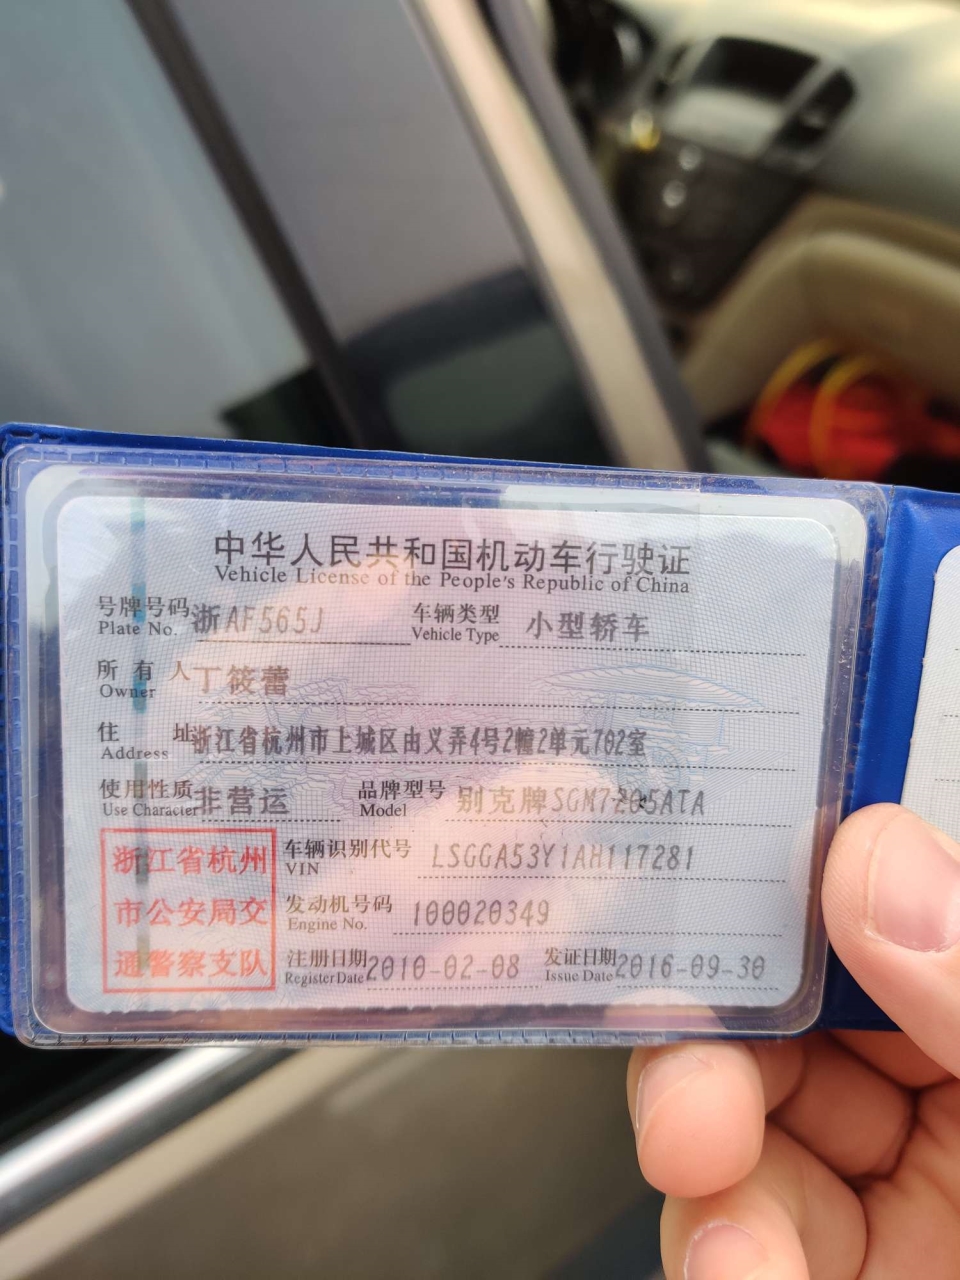 中华人民共和国机动车行驶证
Vehicle License of the People's Republic of China
号牌号码 浙AF565J 车辆类型 小型轿车
Plate No. Vehicle Type
所有人 丁筱蕾
Owner
住址 浙江省杭州市上城区由义弄4号2幢2单元702室
Address
使用性质 非营运 品牌型号 别克牌SGM7205ATA
Use Character Model
浙江省杭州
市公安局交
通警察支队
车辆识别代号 LSGGA53Y1AH117281
VIN
发动机号码 100020349
Engine No.
注册日期 2010-02-08 发证日期 2016-09-30
Register Date Issue Date